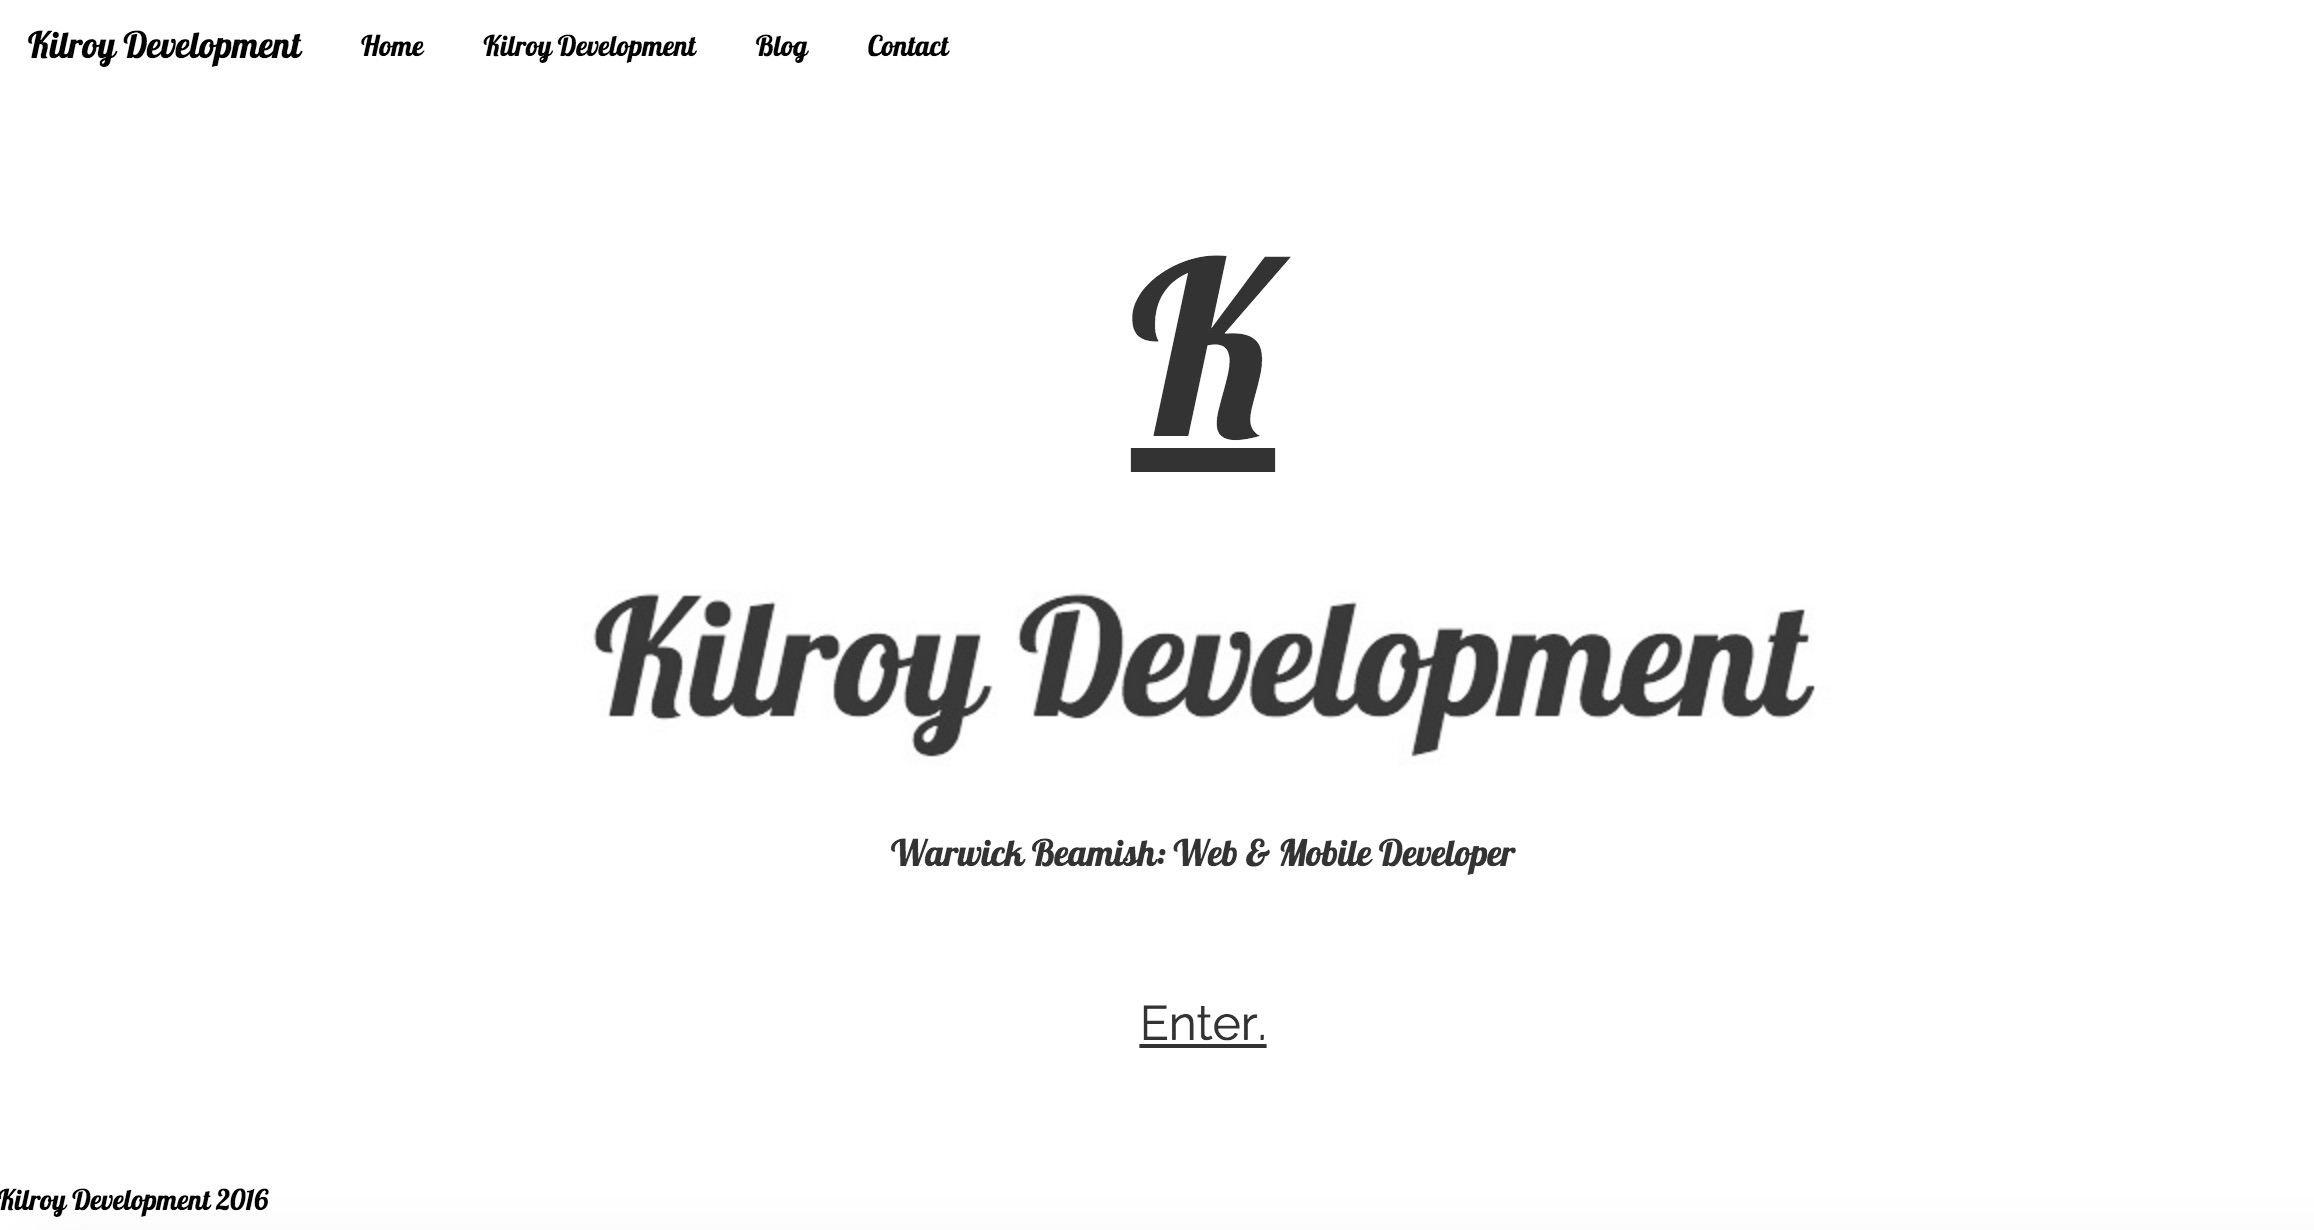 Kilroy Development Home Kilroy Development Blog Contact
K
Kilroy Development
Warwick Beamish: Web & Mobile Developer
Enter.
Kilroy Development 2016